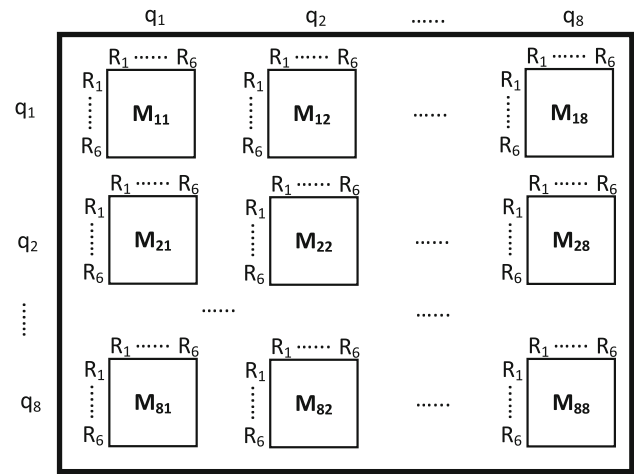 q₁ q₂ ...... q₈
R₁ ...... R₆ R₁ ...... R₆ R₁ ...... R₆
R₁ R₁ R₁
q₁ ...... M₁₁ ...... M₁₂ ...... ...... M₁₈
R₆ R₆ R₆
R₁ ...... R₆ R₁ ...... R₆ R₁ ...... R₆
R₁ R₁ R₁
q₂ ...... M₂₁ ...... M₂₂ ...... ...... M₂₈
R₆ R₆ R₆
...... ...... ......
R₁ ...... R₆ R₁ ...... R₆ R₁ ...... R₆
R₁ R₁ R₁
q₈ ...... M₈₁ ...... M₈₂ ...... ...... M₈₈
R₆ R₆ R₆